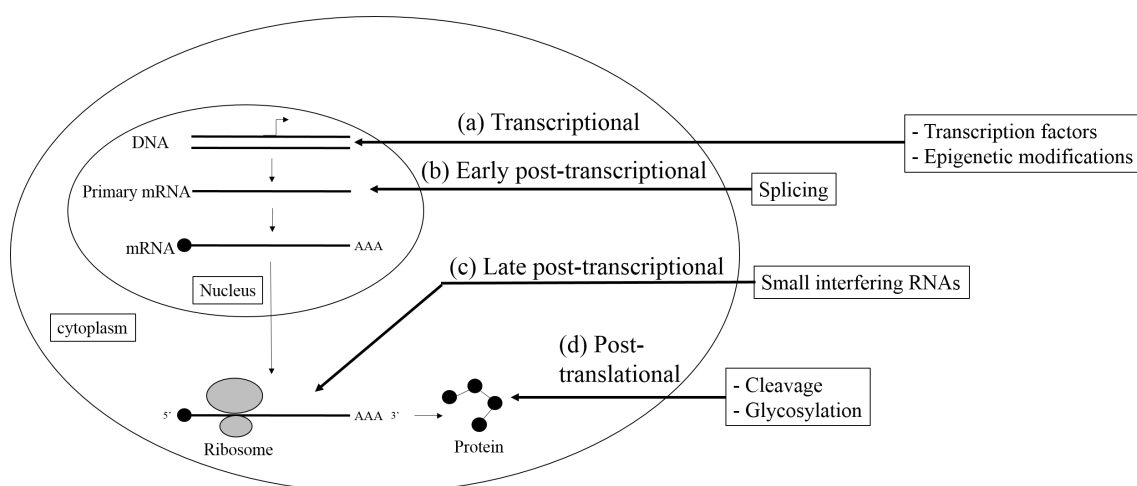 (a) Transcriptional
- Transcription factors
- Epigenetic modifications
DNA
(b) Early post-transcriptional
Primary mRNA
Splicing
mRNA
AAA
(c) Late post-transcriptional
Small interfering RNAs
Nucleus
cytoplasm
(d) Post-
translational
- Cleavage
- Glycosylation
5'
AAA
3'
Ribosome
Protein